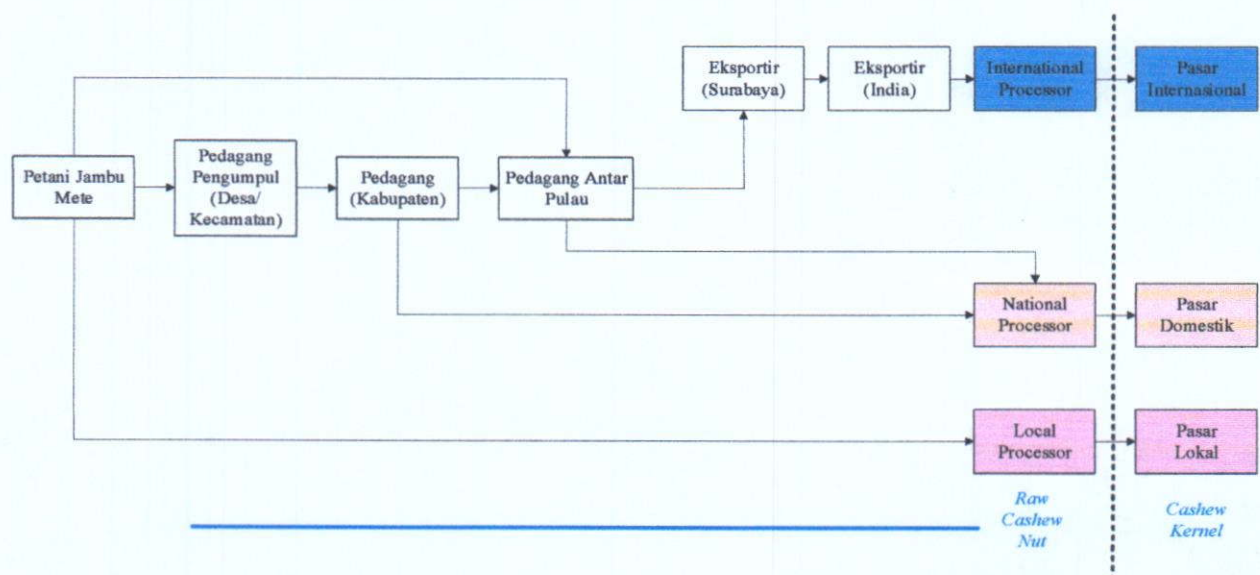 Eksportir
(Surabaya)
Eksportir
(India)
International
Processor
Pasar
Internasional
Petani Jambu
Mete
Pedagang
Pengumpul
(Desa/
Kecamatan)
Pedagang
(Kabupaten)
Pedagang Antar
Pulau
National
Processor
Pasar
Domestik
Local
Processor
Pasar
Lokal
Raw
Cashew
Nut
Cashew
Kernel